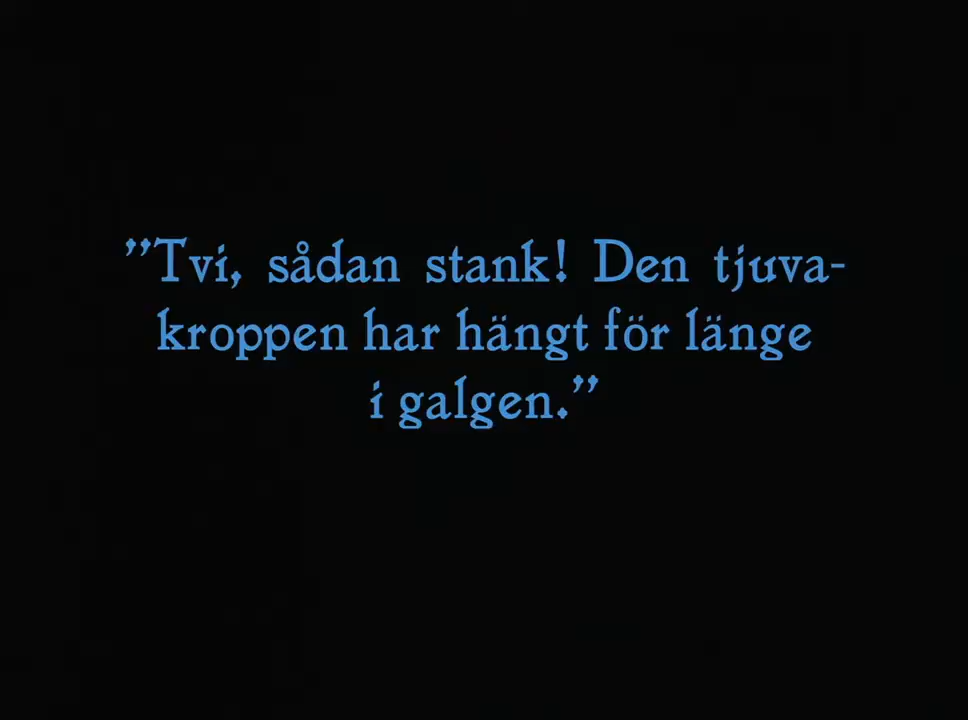 ”Tvi, sådan stank! Den tjuva-
kroppen har hängt för länge
i galgen.”